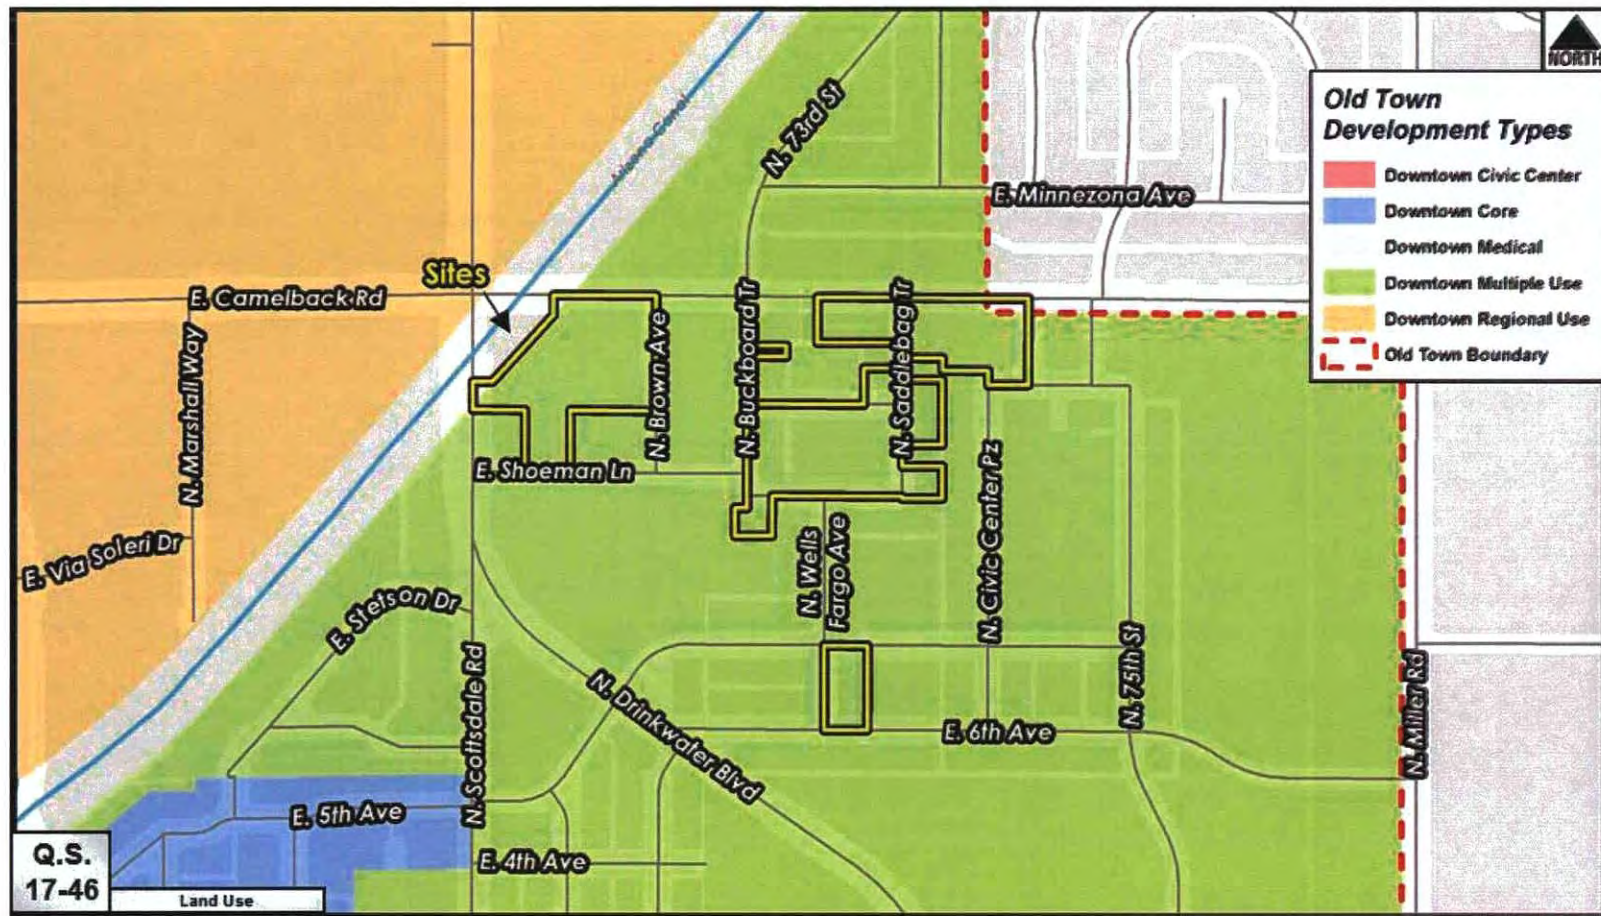 NORTH
Old Town
Development Types
Downtown Civic Center
Downtown Core
Downtown Medical
Downtown Multiple Use
Downtown Regional Use
Old Town Boundary
Arizona Canal
N. 73rd St
E. Minnezona Ave
Sites
E. Camelback Rd
N. Marshall Way
N. Brown Ave
N. Buckboard Tr
N. Saddlebag Tr
E. Shoeman Ln
N. Civic Center Pz
E. Via Soleri Dr
N. Wells
Fargo Ave
E. Stetson Dr
N. Scottsdale Rd
N. Drinkwater Blvd
N. 75th St
E. 6th Ave
N. Miller Rd
E. 5th Ave
E. 4th Ave
Q.S.
17-46
Land Use